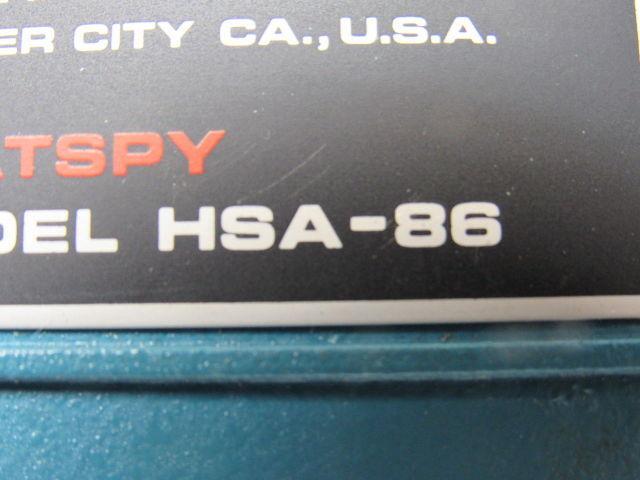 ER CITY CA., U.S.A.
ATSPY
DEL HSA-86